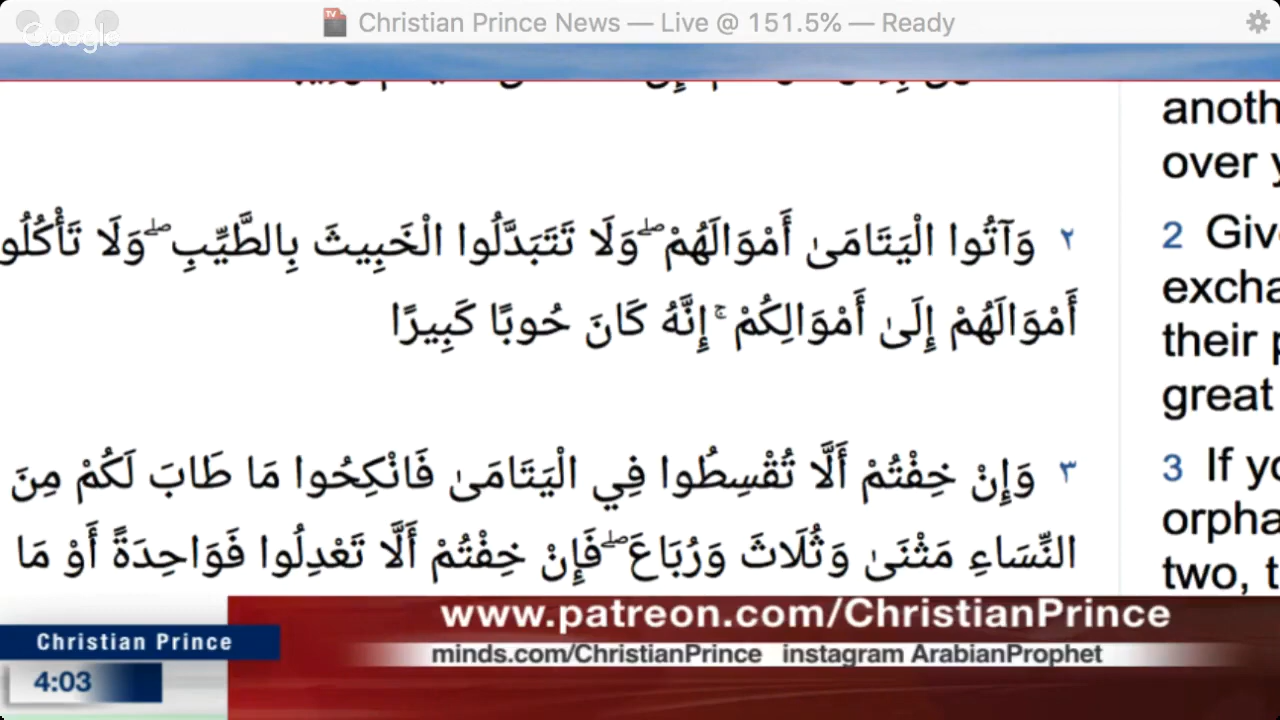 Christian Prince News — Live @ 151.5% — Ready
Google
anoth
over y
٢ وَآتُوا الْيَتَامَىٰ أَمْوَالَهُمْ ۖ وَلَا تَتَبَدَّلُوا الْخَبِيثَ بِالطَّيِّبِ ۖ وَلَا تَأْكُلُو
أَمْوَالَهُمْ إِلَىٰ أَمْوَالِكُمْ ۚ إِنَّهُ كَانَ حُوبًا كَبِيرًا
2 Giv
excha
their p
great
٣ وَإِنْ خِفْتُمْ أَلَّا تُقْسِطُوا فِي الْيَتَامَىٰ فَانْكِحُوا مَا طَابَ لَكُمْ مِنَ
النِّسَاءِ مَثْنَىٰ وَثُلَاثَ وَرُبَاعَ ۖ فَإِنْ خِفْتُمْ أَلَّا تَعْدِلُوا فَوَاحِدَةً أَوْ مَا
3 If yo
orpha
two, t
www.patreon.com/ChristianPrince
Christian Prince
minds.com/ChristianPrince instagram ArabianProphet
4:03